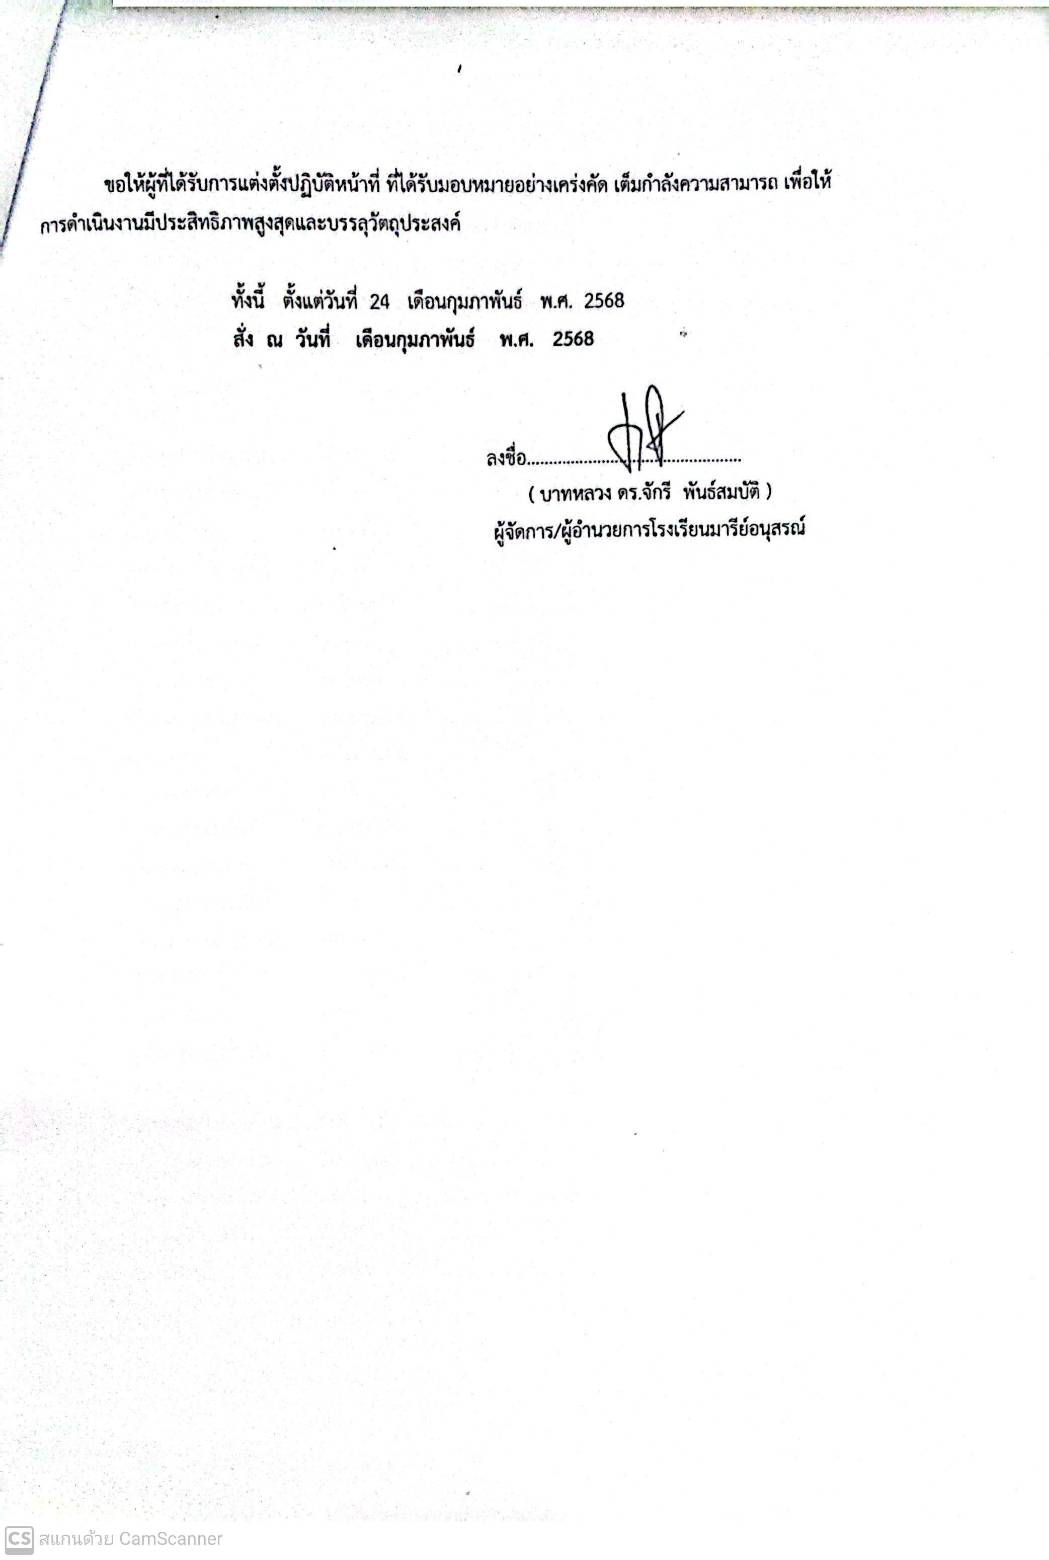 ขอให้ผู้ที่ได้รับการแต่งตั้งปฏิบัติหน้าที่ ที่ได้รับมอบหมายอย่างเคร่งคัด เต็มกำลังความสามารถ เพื่อให้
การดำเนินงานมีประสิทธิภาพสูงสุดและบรรลุวัตถุประสงค์
ทั้งนี้ ตั้งแต่วันที่ 24 เดือนกุมภาพันธ์ พ.ศ. 2568
สั่ง ณ วันที่ เดือนกุมภาพันธ์ พ.ศ. 2568
ลงชื่อ................................................
( บาทหลวง ดร.จักรี พันธ์สมบัติ )
ผู้จัดการ/ผู้อำนวยการโรงเรียนมารีย์อนุสรณ์
CS สแกนด้วย CamScanner